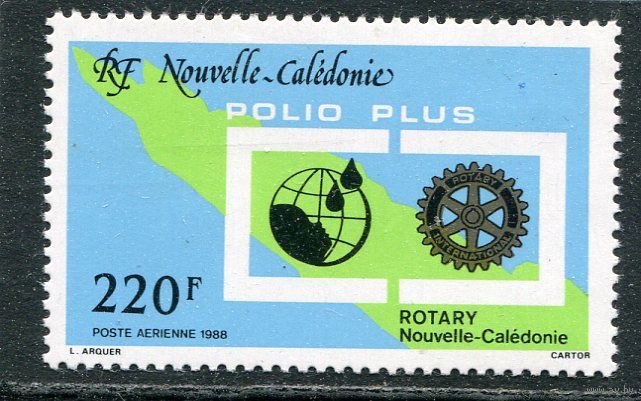 RF Nouvelle-Calédonie
POLIO PLUS
ROTARY
INTERNATIONAL
220F
ROTARY
Nouvelle-Calédonie
POSTE AERIENNE 1988
L. ARQUER
CARTOR